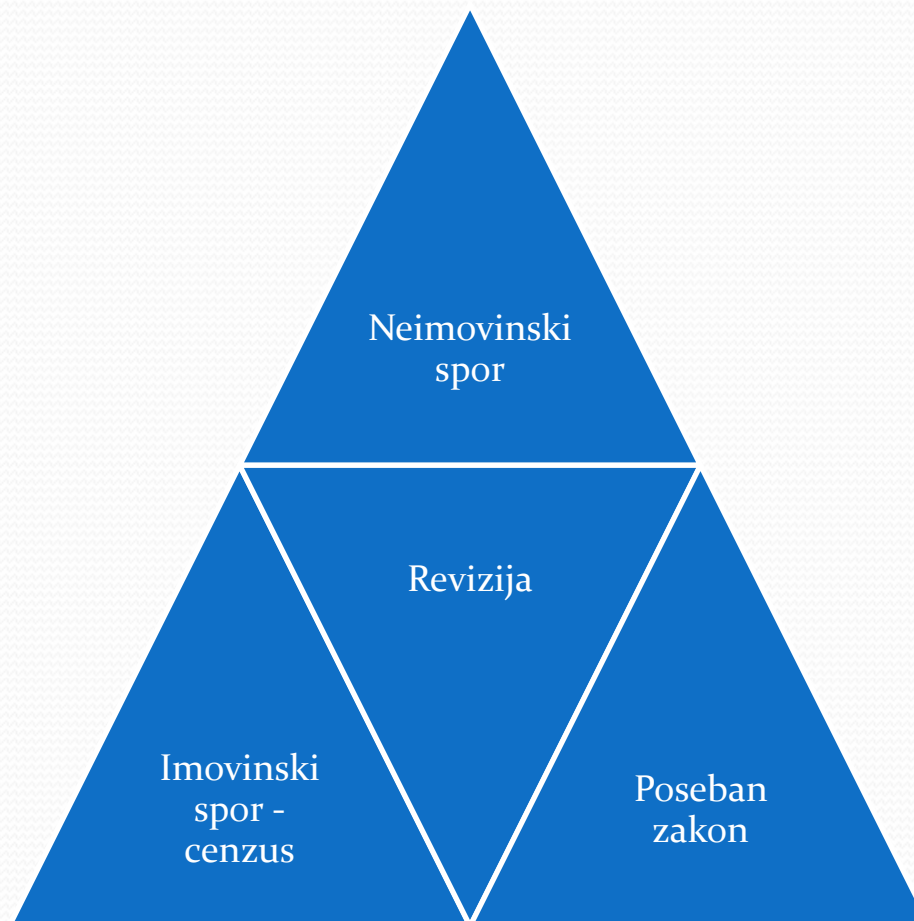 Neimovinski
spor
Revizija
Imovinski
spor -
cenzus
Poseban
zakon